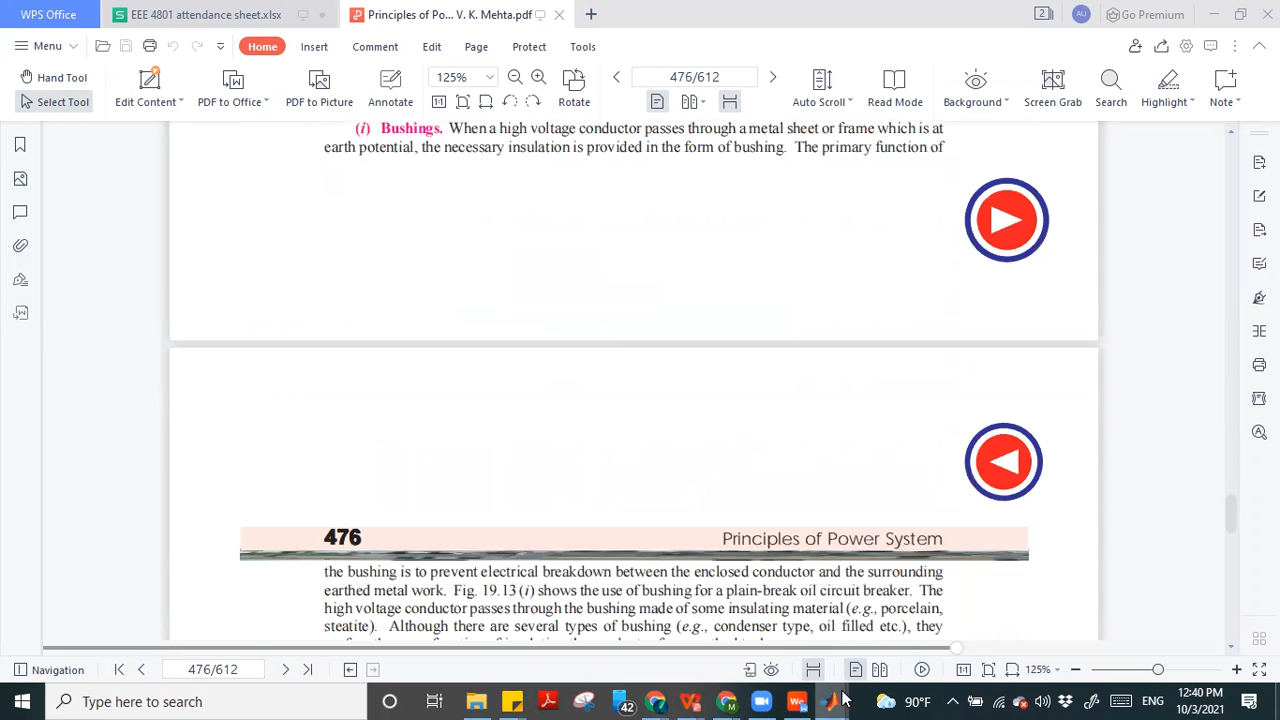 WPS Office
EEE 4801 attendance sheet.xlsx
Principles of Po... V. K. Mehta.pdf
2
AU
Go Premium
Menu
Home
Insert
Comment
Edit
Page
Protect
Tools
Hand Tool
Select Tool
Edit Content
PDF to Office
PDF to Picture
Annotate
125%
Rotate
476/612
Auto Scroll
Read Mode
Background
Screen Grab
Search
Highlight
Note
(i) Bushings. When a high voltage conductor passes through a metal sheet or frame which is at
earth potential, the necessary insulation is provided in the form of bushing. The primary function of
476
Principles of Power System
the bushing is to prevent electrical breakdown between the enclosed conductor and the surrounding
earthed metal work. Fig. 19.13 (i) shows the use of bushing for a plain-break oil circuit breaker. The
high voltage conductor passes through the bushing made of some insulating material (e.g., porcelain,
steatite). Although there are several types of bushing (e.g., condenser type, oil filled etc.), they
Navigation
476/612
125%
Type here to search
42
90°F
ENG
12:40 PM
10/3/2021